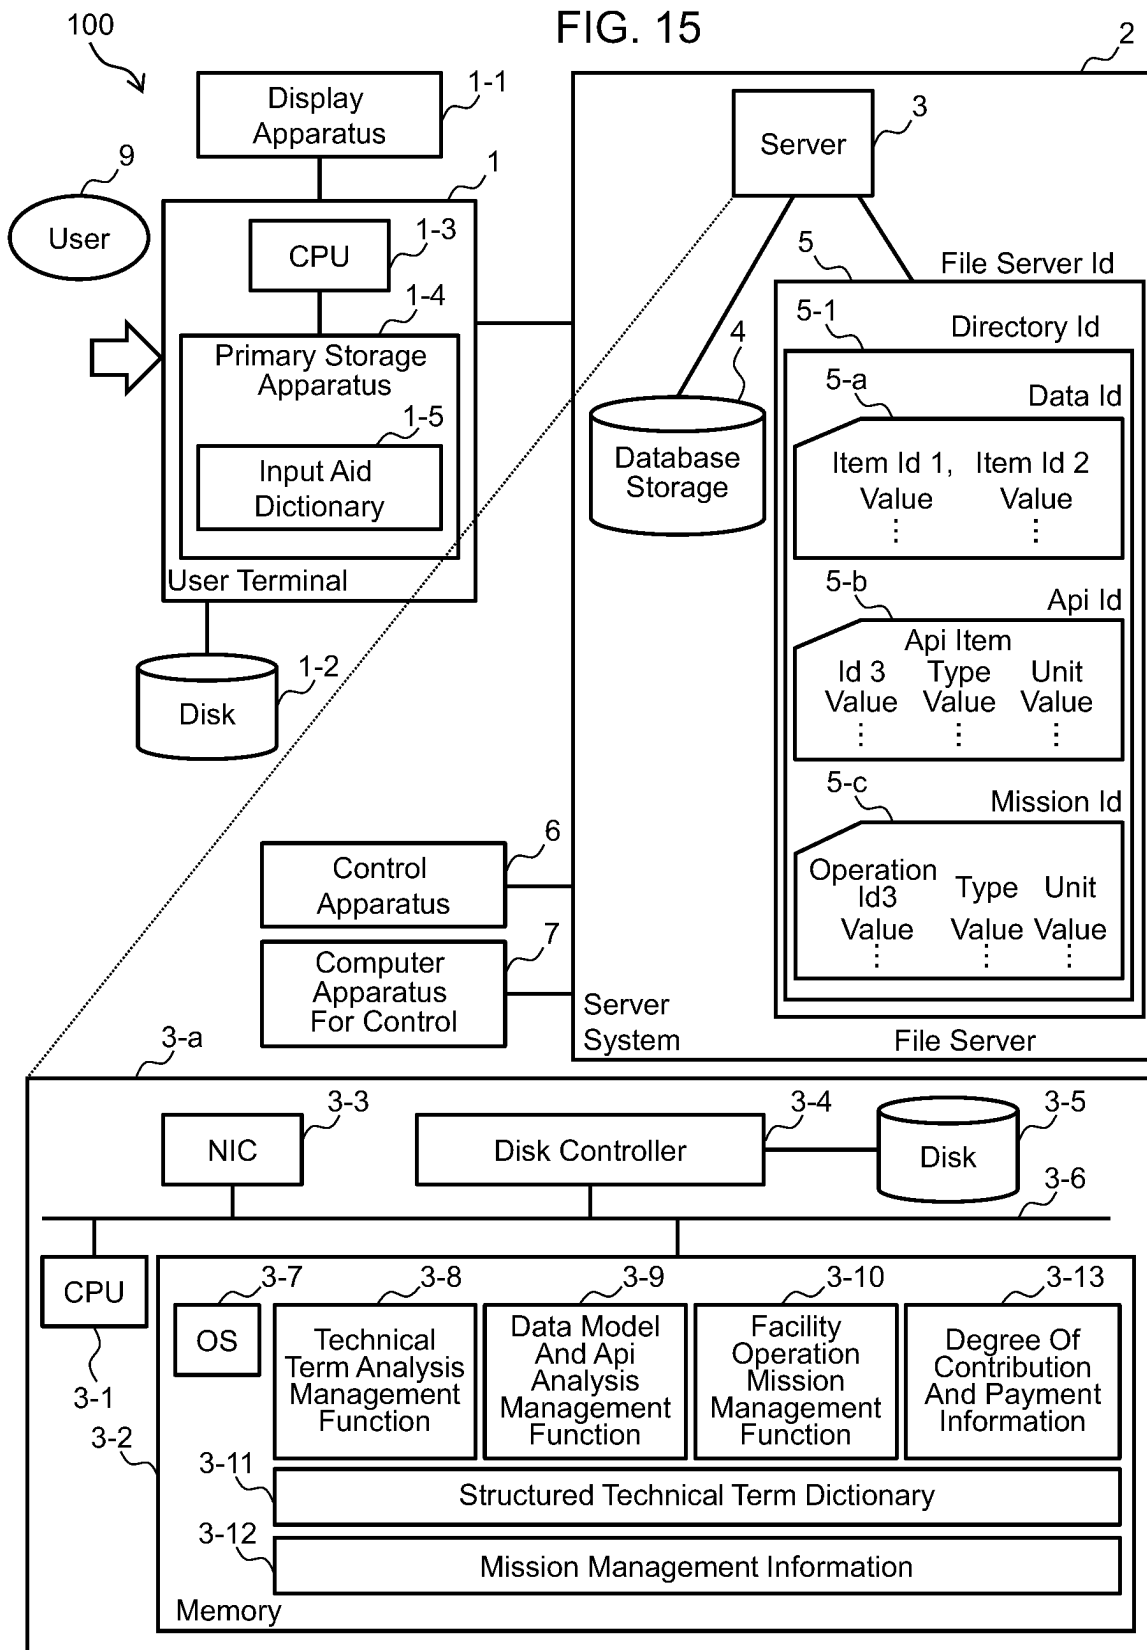 FIG. 15
100
2
Display
Apparatus
1-1
Server
3
9
User
1
CPU
1-3
1-4
Primary Storage
Apparatus
1-5
Input Aid
Dictionary
User Terminal
1-2
Disk
4
Database
Storage
5
File Server Id
5-1
Directory Id
5-a
Data Id
Item Id 1, Item Id 2
Value Value
⋮ ⋮
5-b
Api Id
Api Item
Id 3 Type Unit
Value Value Value
⋮ ⋮ ⋮
5-c
Mission Id
Operation
Id3 Type Unit
Value Value Value
⋮ ⋮ ⋮
File Server
6
Control
Apparatus
7
Computer
Apparatus
For Control
Server
System
3-a
3-3
NIC
3-4
Disk Controller
3-5
Disk
3-6
CPU
3-1
3-2
3-7
OS
3-8
Technical
Term Analysis
Management
Function
3-9
Data Model
And Api
Analysis
Management
Function
3-10
Facility
Operation
Mission
Management
Function
3-13
Degree Of
Contribution
And Payment
Information
3-11
Structured Technical Term Dictionary
3-12
Mission Management Information
Memory